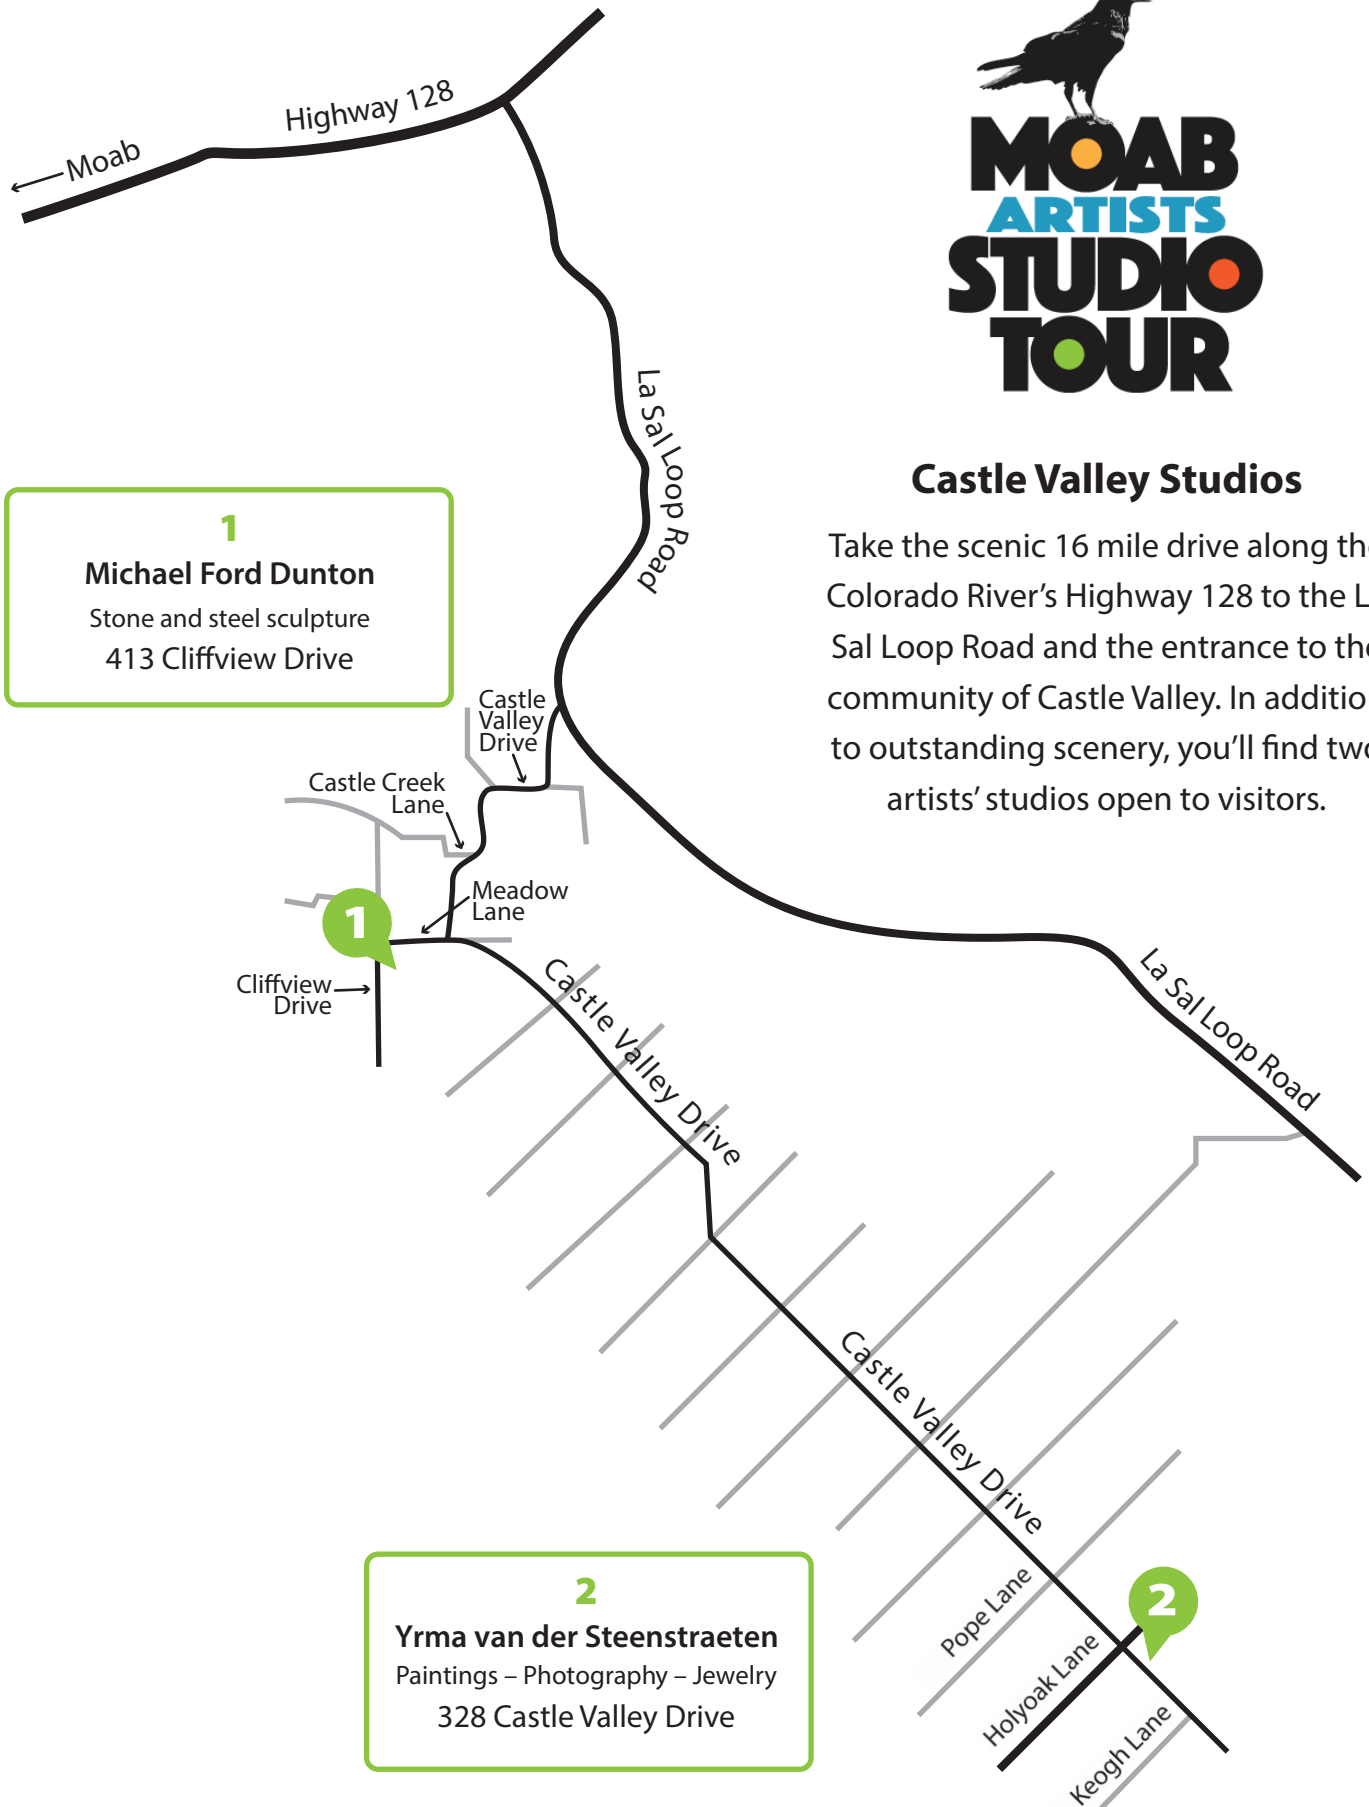 MOAB
ARTISTS
STUDIO
TOUR
Highway 128
Moab
La Sal Loop Road
Castle Valley Studios
Take the scenic 16 mile drive along the
Colorado River's Highway 128 to the L
Sal Loop Road and the entrance to the
community of Castle Valley. In additio
to outstanding scenery, you'll find two
artists' studios open to visitors.
1
Michael Ford Dunton
Stone and steel sculpture
413 Cliffview Drive
Castle
Valley
Drive
Castle Creek
Lane
Meadow
Lane
1
Cliffview
Drive
Castle Valley Drive
La Sal Loop Road
Castle Valley Drive
2
Yrma van der Steenstraeten
Paintings – Photography – Jewelry
328 Castle Valley Drive
Pope Lane
2
Holyoak Lane
Keogh Lane